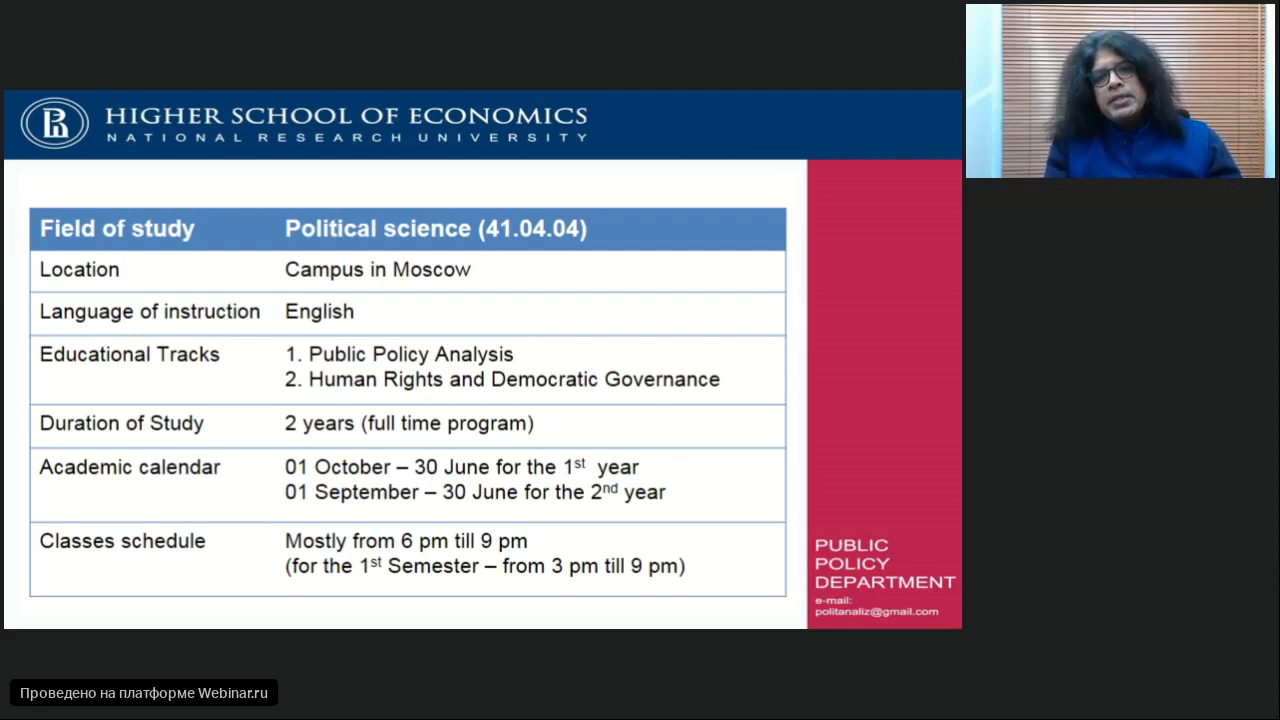 HIGHER SCHOOL OF ECONOMICS
NATIONAL RESEARCH UNIVERSITY
Field of study Political science (41.04.04)
Location Campus in Moscow
Language of instruction English
Educational Tracks 1. Public Policy Analysis
2. Human Rights and Democratic Governance
Duration of Study 2 years (full time program)
Academic calendar 01 October – 30 June for the 1st year
01 September – 30 June for the 2nd year
Classes schedule Mostly from 6 pm till 9 pm
(for the 1st Semester – from 3 pm till 9 pm)
PUBLIC
POLICY
DEPARTMENT
e-mail:
politanaliz@gmail.com
Проведено на платформе Webinar.ru